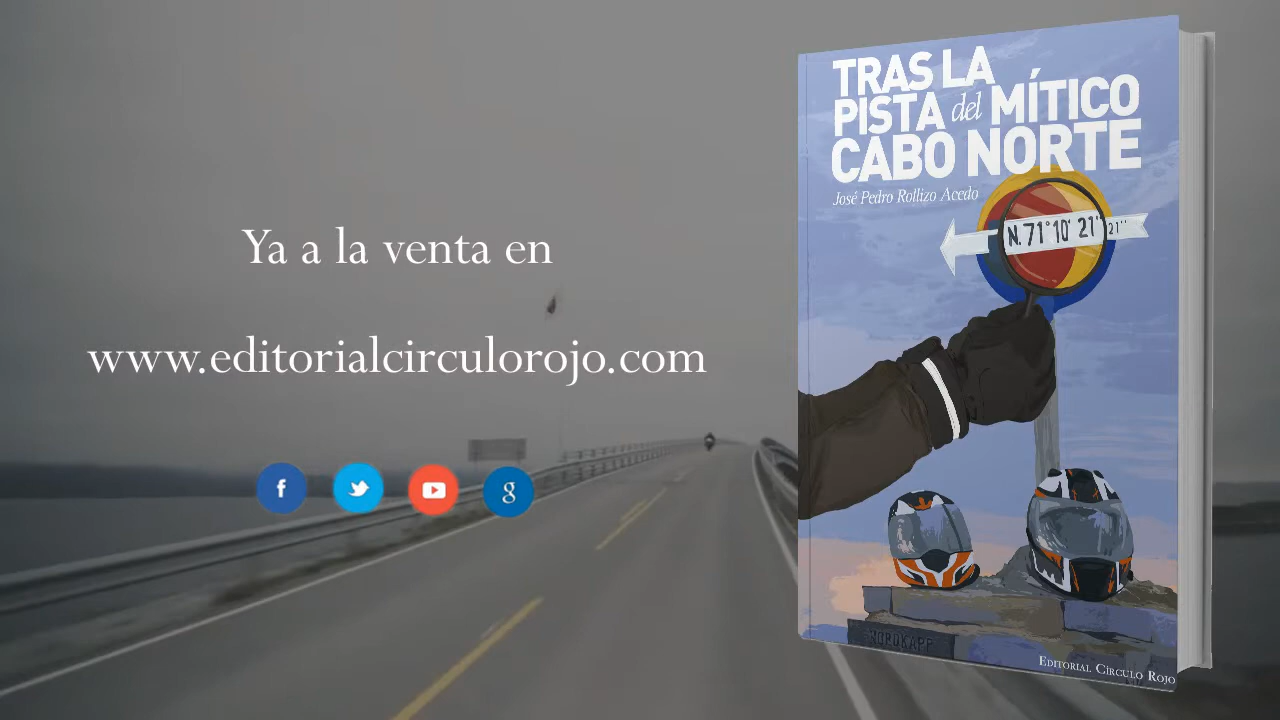 Ya a la venta en
www.editorialcirculorojo.com
f
g
TRAS LA
PISTA del MÍTICO
CABO NORTE
José Pedro Rollizo Acedo
N. 71° 10' 21'' 21''
NORDKAPP
EDITORIAL CÍRCULO ROJO